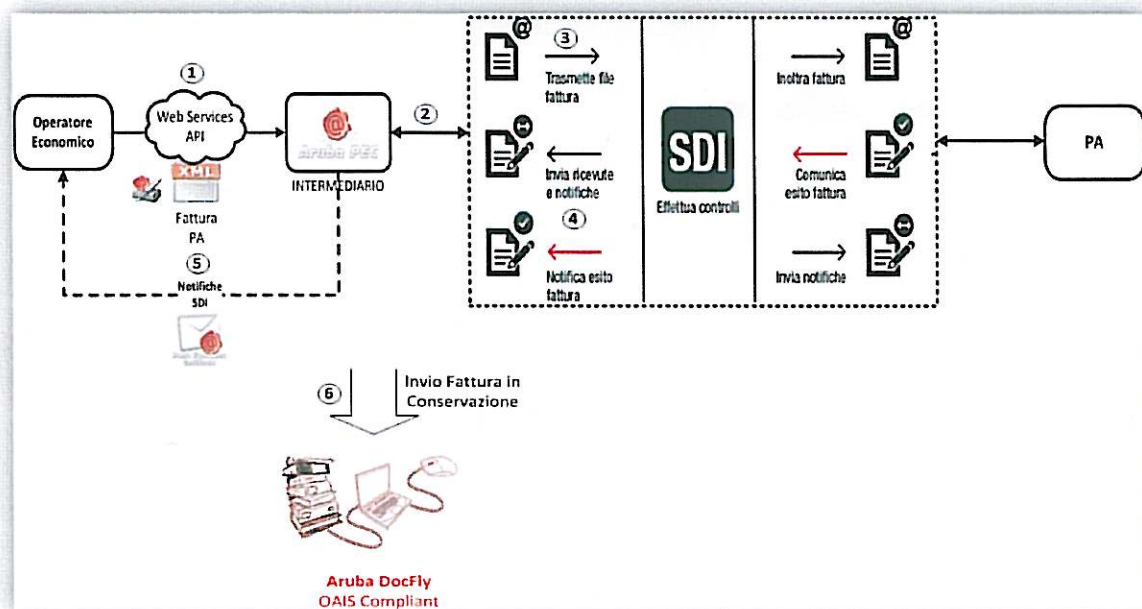 1
Operatore
Economico
Web Services
API
XML
Fattura
PA
5
Notifiche
SDI
@
Aruba PEC
INTERMEDIARIO
2
@
3
Trasmette file
fattura
Invia ricevute
e notifiche
4
Notifica esito
fattura
SDI
Effettua controlli
@
Inoltra fattura
Comunica
esito fattura
Invia notifiche
PA
6
Invio Fattura in
Conservazione
Aruba DocFly
OAIS Compliant